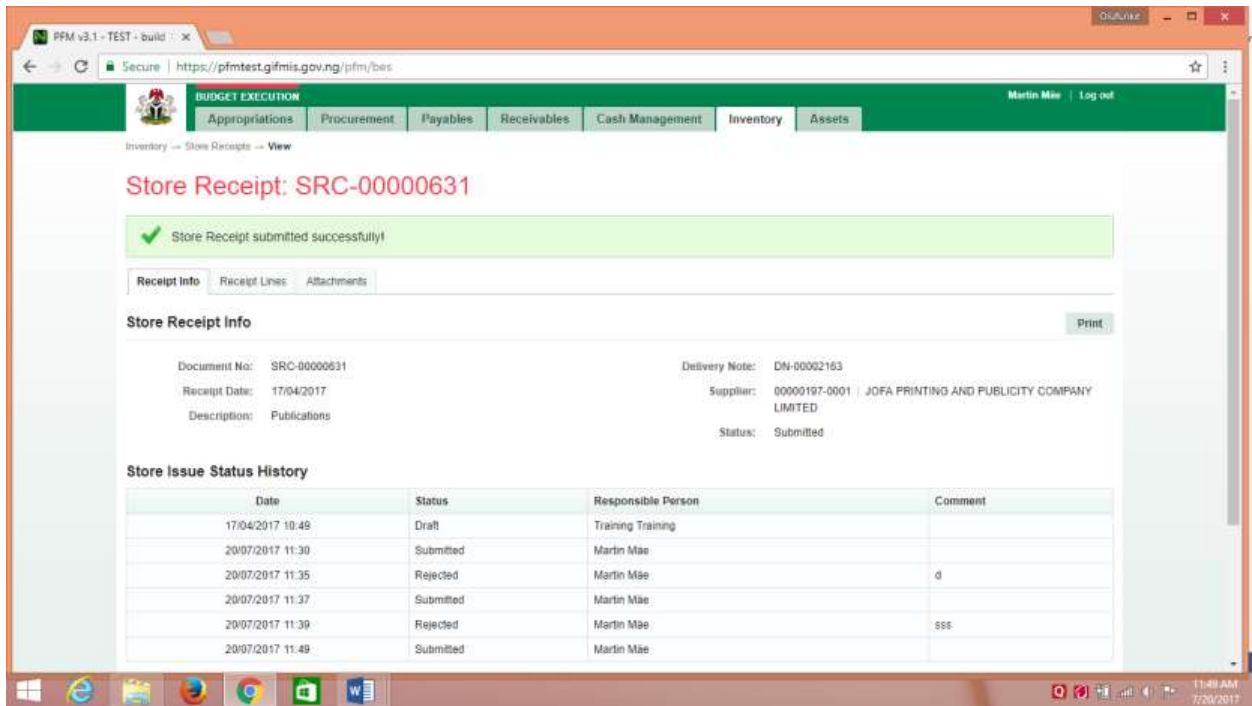 Olufunke
PFM v3.1 - TEST - build
Secure | https://pfmtest.gifmis.gov.ng/pfm/bes
BUDGET EXECUTION
Martin Mäe | Log out
Appropriations Procurement Payables Receivables Cash Management Inventory Assets
Inventory → Store Receipts → View
Store Receipt: SRC-00000631
Store Receipt submitted successfully!
Receipt Info Receipt Lines Attachments
Store Receipt Info
Print
Document No: SRC-00000631
Receipt Date: 17/04/2017
Description: Publications
Delivery Note: DN-00002163
Supplier: 00000197-0001 | JOFA PRINTING AND PUBLICITY COMPANY
LIMITED
Status: Submitted
Store Issue Status History
Date Status Responsible Person Comment
17/04/2017 10:49 Draft Training Training
20/07/2017 11:30 Submitted Martin Mäe
20/07/2017 11:35 Rejected Martin Mäe d
20/07/2017 11:37 Submitted Martin Mäe
20/07/2017 11:39 Rejected Martin Mäe sss
20/07/2017 11:49 Submitted Martin Mäe
11:49 AM
7/20/2017